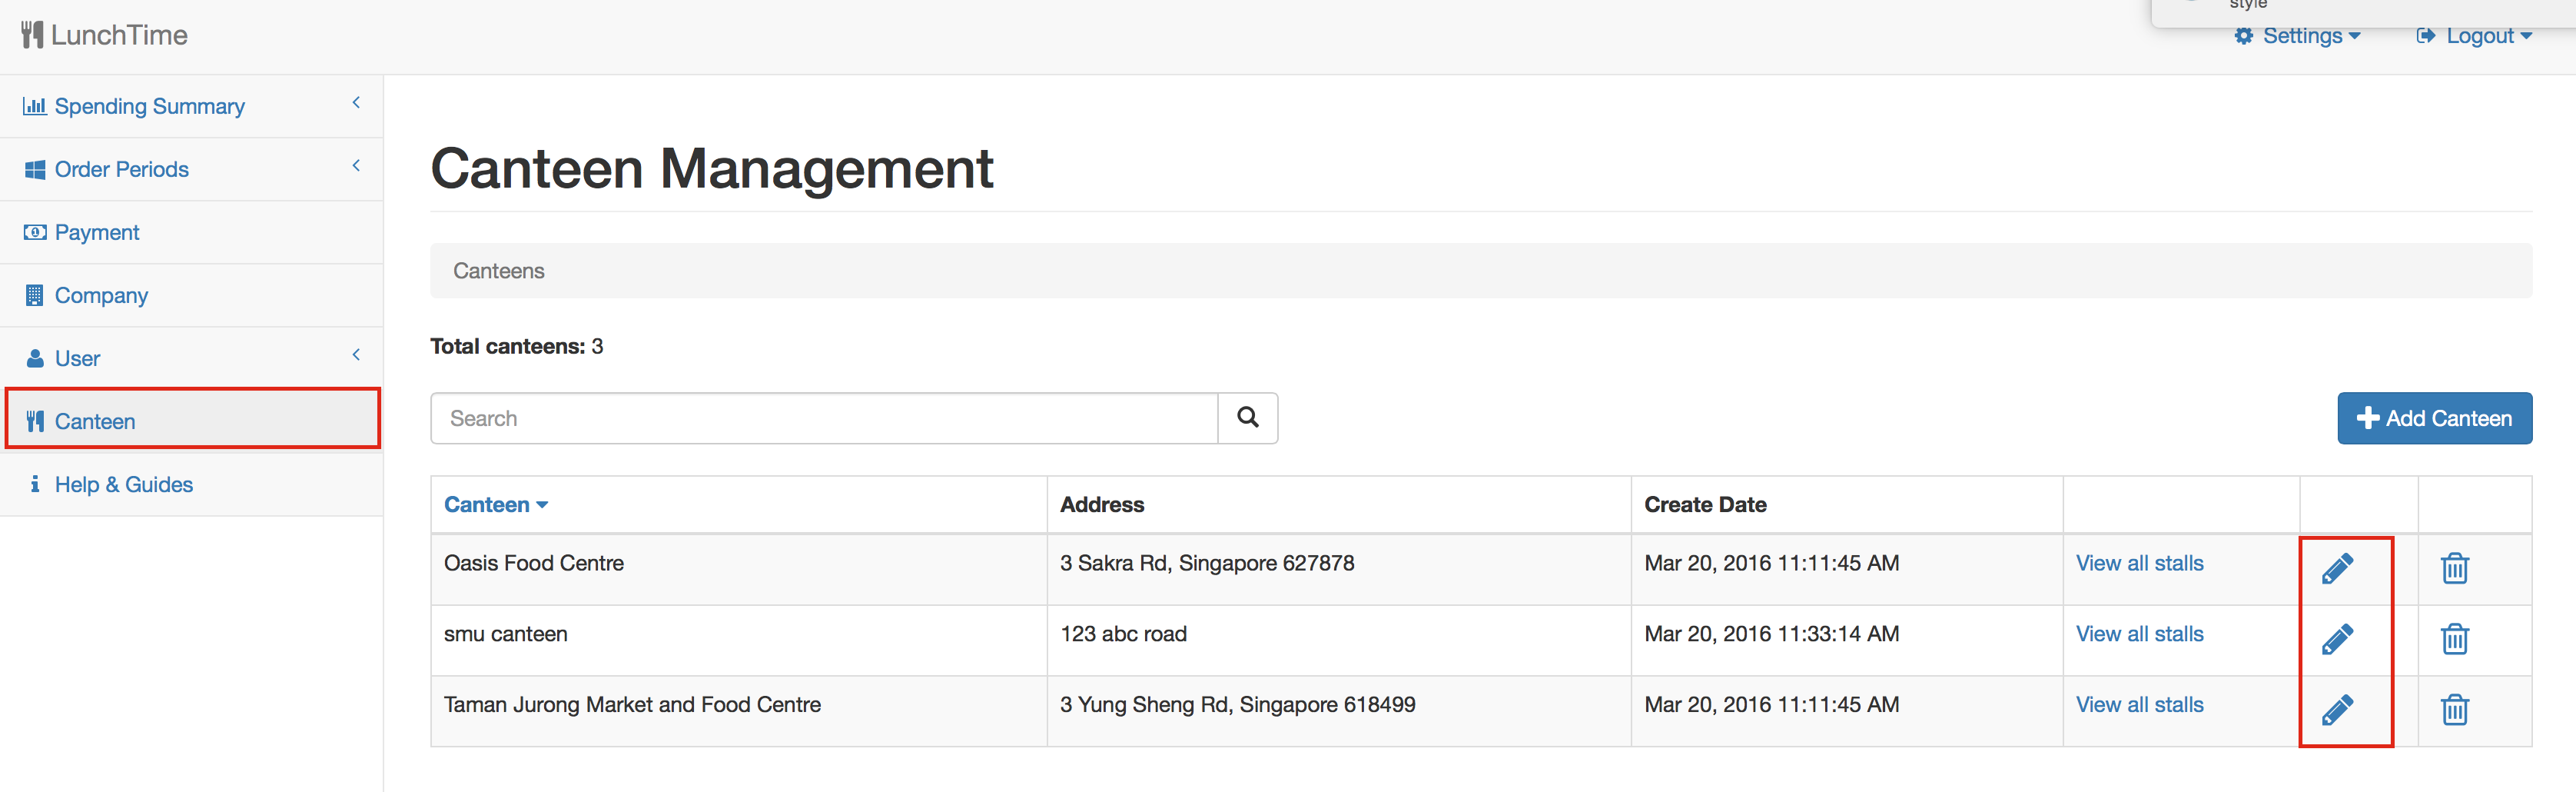 style
LunchTime
Settings
Logout
Spending Summary
Order Periods
Payment
Company
User
Canteen
Help & Guides
Canteen Management
Canteens
Total canteens: 3
Search
Add Canteen
Canteen Address Create Date
Oasis Food Centre 3 Sakra Rd, Singapore 627878 Mar 20, 2016 11:11:45 AM View all stalls
smu canteen 123 abc road Mar 20, 2016 11:33:14 AM View all stalls
Taman Jurong Market and Food Centre 3 Yung Sheng Rd, Singapore 618499 Mar 20, 2016 11:11:45 AM View all stalls